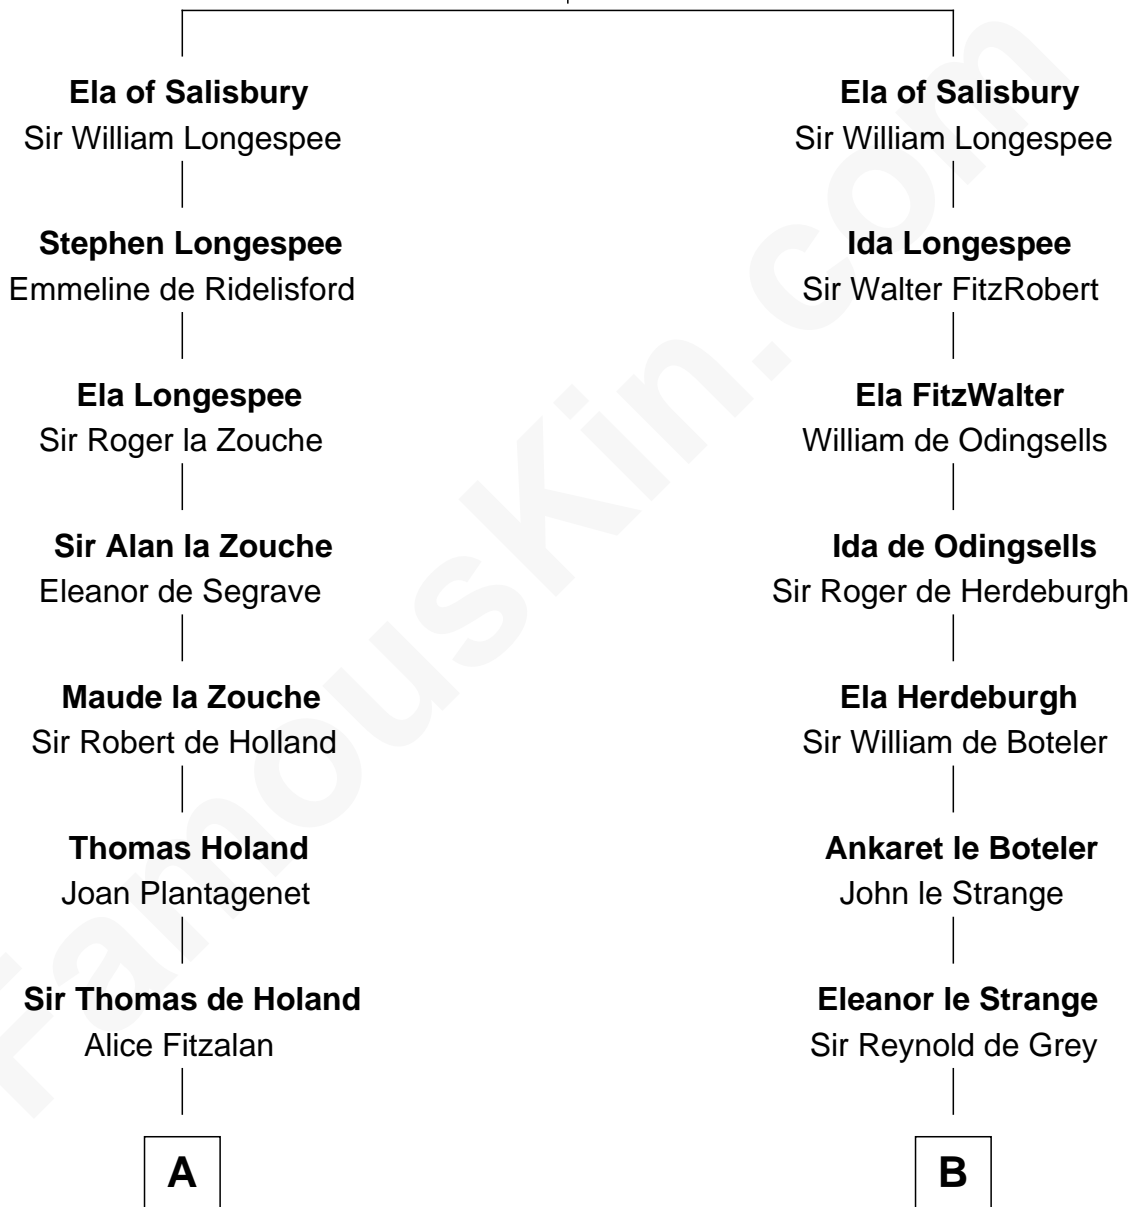 Ela of Salisbury
Sir William Longespee
Stephen Longespee
Emmeline de Ridelisford
Ela Longespee
Sir Roger la Zouche
Sir Alan la Zouche
Eleanor de Segrave
Maude la Zouche
Sir Robert de Holland
Thomas Holand
Joan Plantagenet
Sir Thomas de Holand
Alice Fitzalan
A
Ela of Salisbury
Sir William Longespee
Ida Longespee
Sir Walter FitzRobert
Ela FitzWalter
William de Odingsells
Ida de Odingsells
Sir Roger de Herdeburgh
Ela Herdeburgh
Sir William de Boteler
Ankaret le Boteler
John le Strange
Eleanor le Strange
Sir Reynold de Grey
B
FamousKin.com